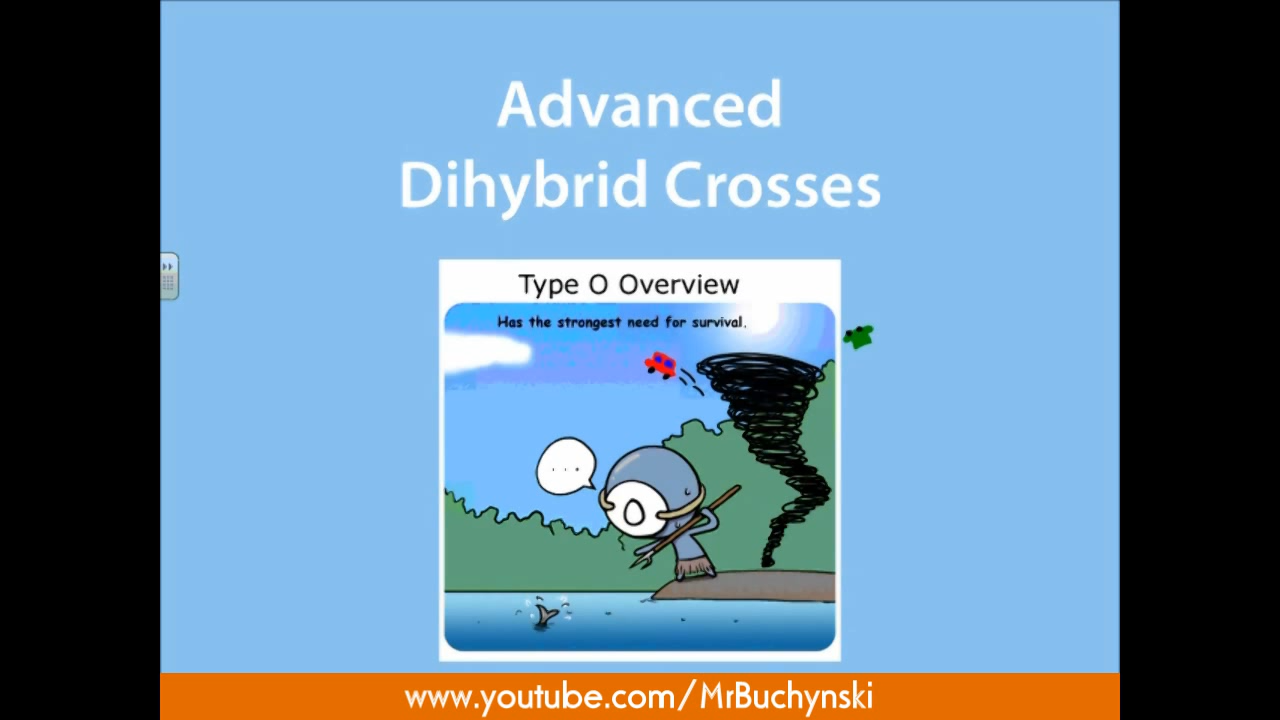 Advanced
Dihybrid Crosses
Type O Overview
Has the strongest need for survival.
...
O
www.youtube.com/MrBuchynski